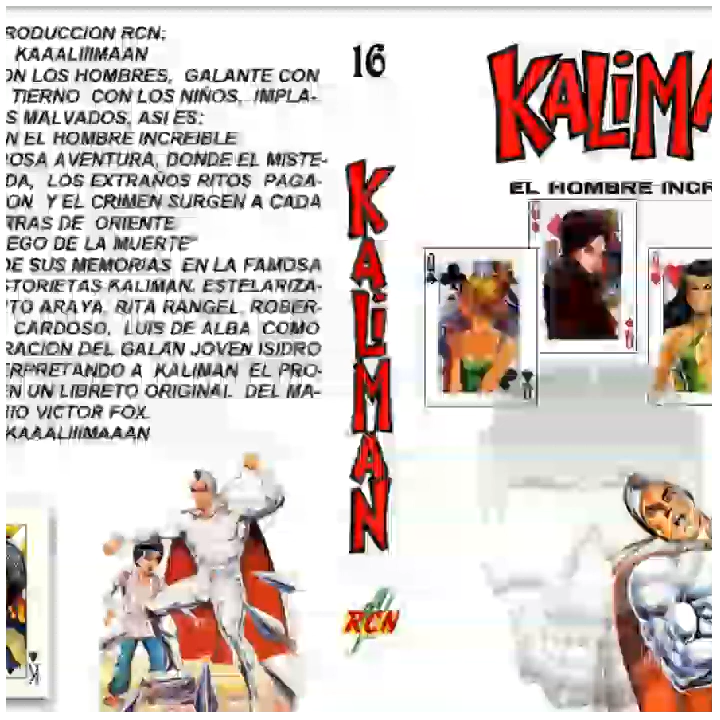 RODUCCION RCN;
KAAALIIIMAAN
ON LOS HOMBRES, GALANTE CON
TIERNO CON LOS NIÑOS, IMPLA-
S MALVADOS, ASI ES:
N EL HOMBRE INCREIBLE
OSA AVENTURA, DONDE EL MISTE-
DA, LOS EXTRAÑOS RITOS PAGA-
ON Y EL CRIMEN SURGEN A CADA
RRAS DE ORIENTE
EGO DE LA MUERTE"
DE SUS MEMORIAS EN LA FAMOSA
STORIETAS KALIMAN. ESTELARIZA-
TO ARAYA, RITA RANGEL, ROBER-
CARDOSO, LUIS DE ALBA COMO
RACION DEL GALAN JOVEN ISIDRO
ERPRETANDO A KALIMAN EL PRO-
EN UN LIBRETO ORIGINAL DEL MA-
IO VICTOR FOX.
KAAALIIIMAAAN
K
16
KALIMAN
RCN
KALIMA
EL HOMBRE INCR
Q
Q